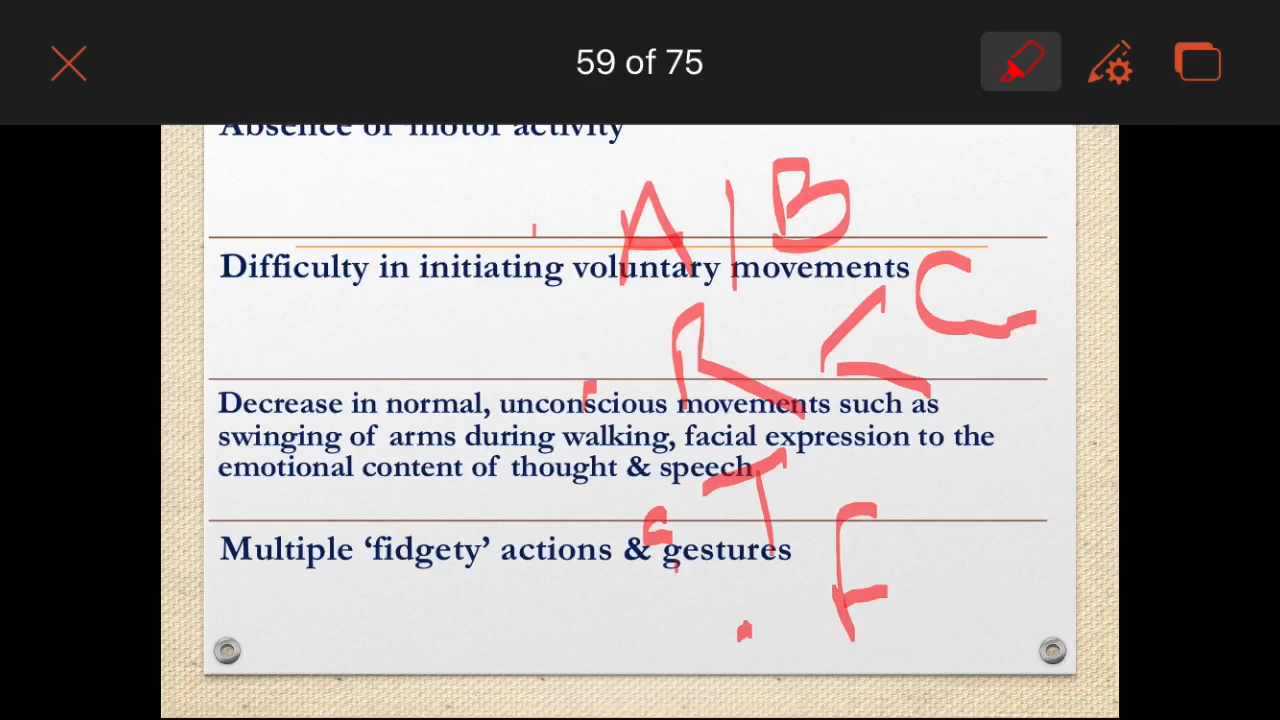 59 of 75
Absence of motor activity
A B
Difficulty in initiating voluntary movements
C
Decrease in normal, unconscious movements such as
swinging of arms during walking, facial expression to the
emotional content of thought & speech
T F
Multiple ‘fidgety’ actions & gestures